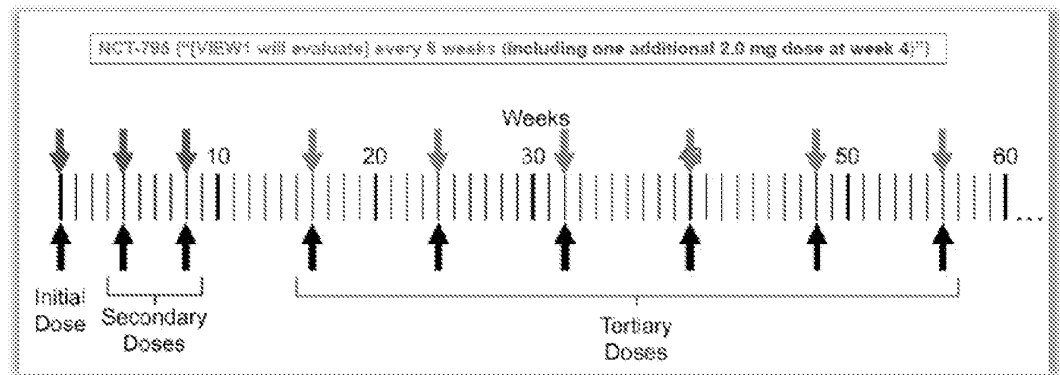 NCT-795 ("[VIEW1 will evaluate] every 8 weeks (including one additional 2.0 mg dose at week 4)")
Weeks
10 20 30 50 60
...
Initial
Dose
Secondary
Doses
Tertiary
Doses